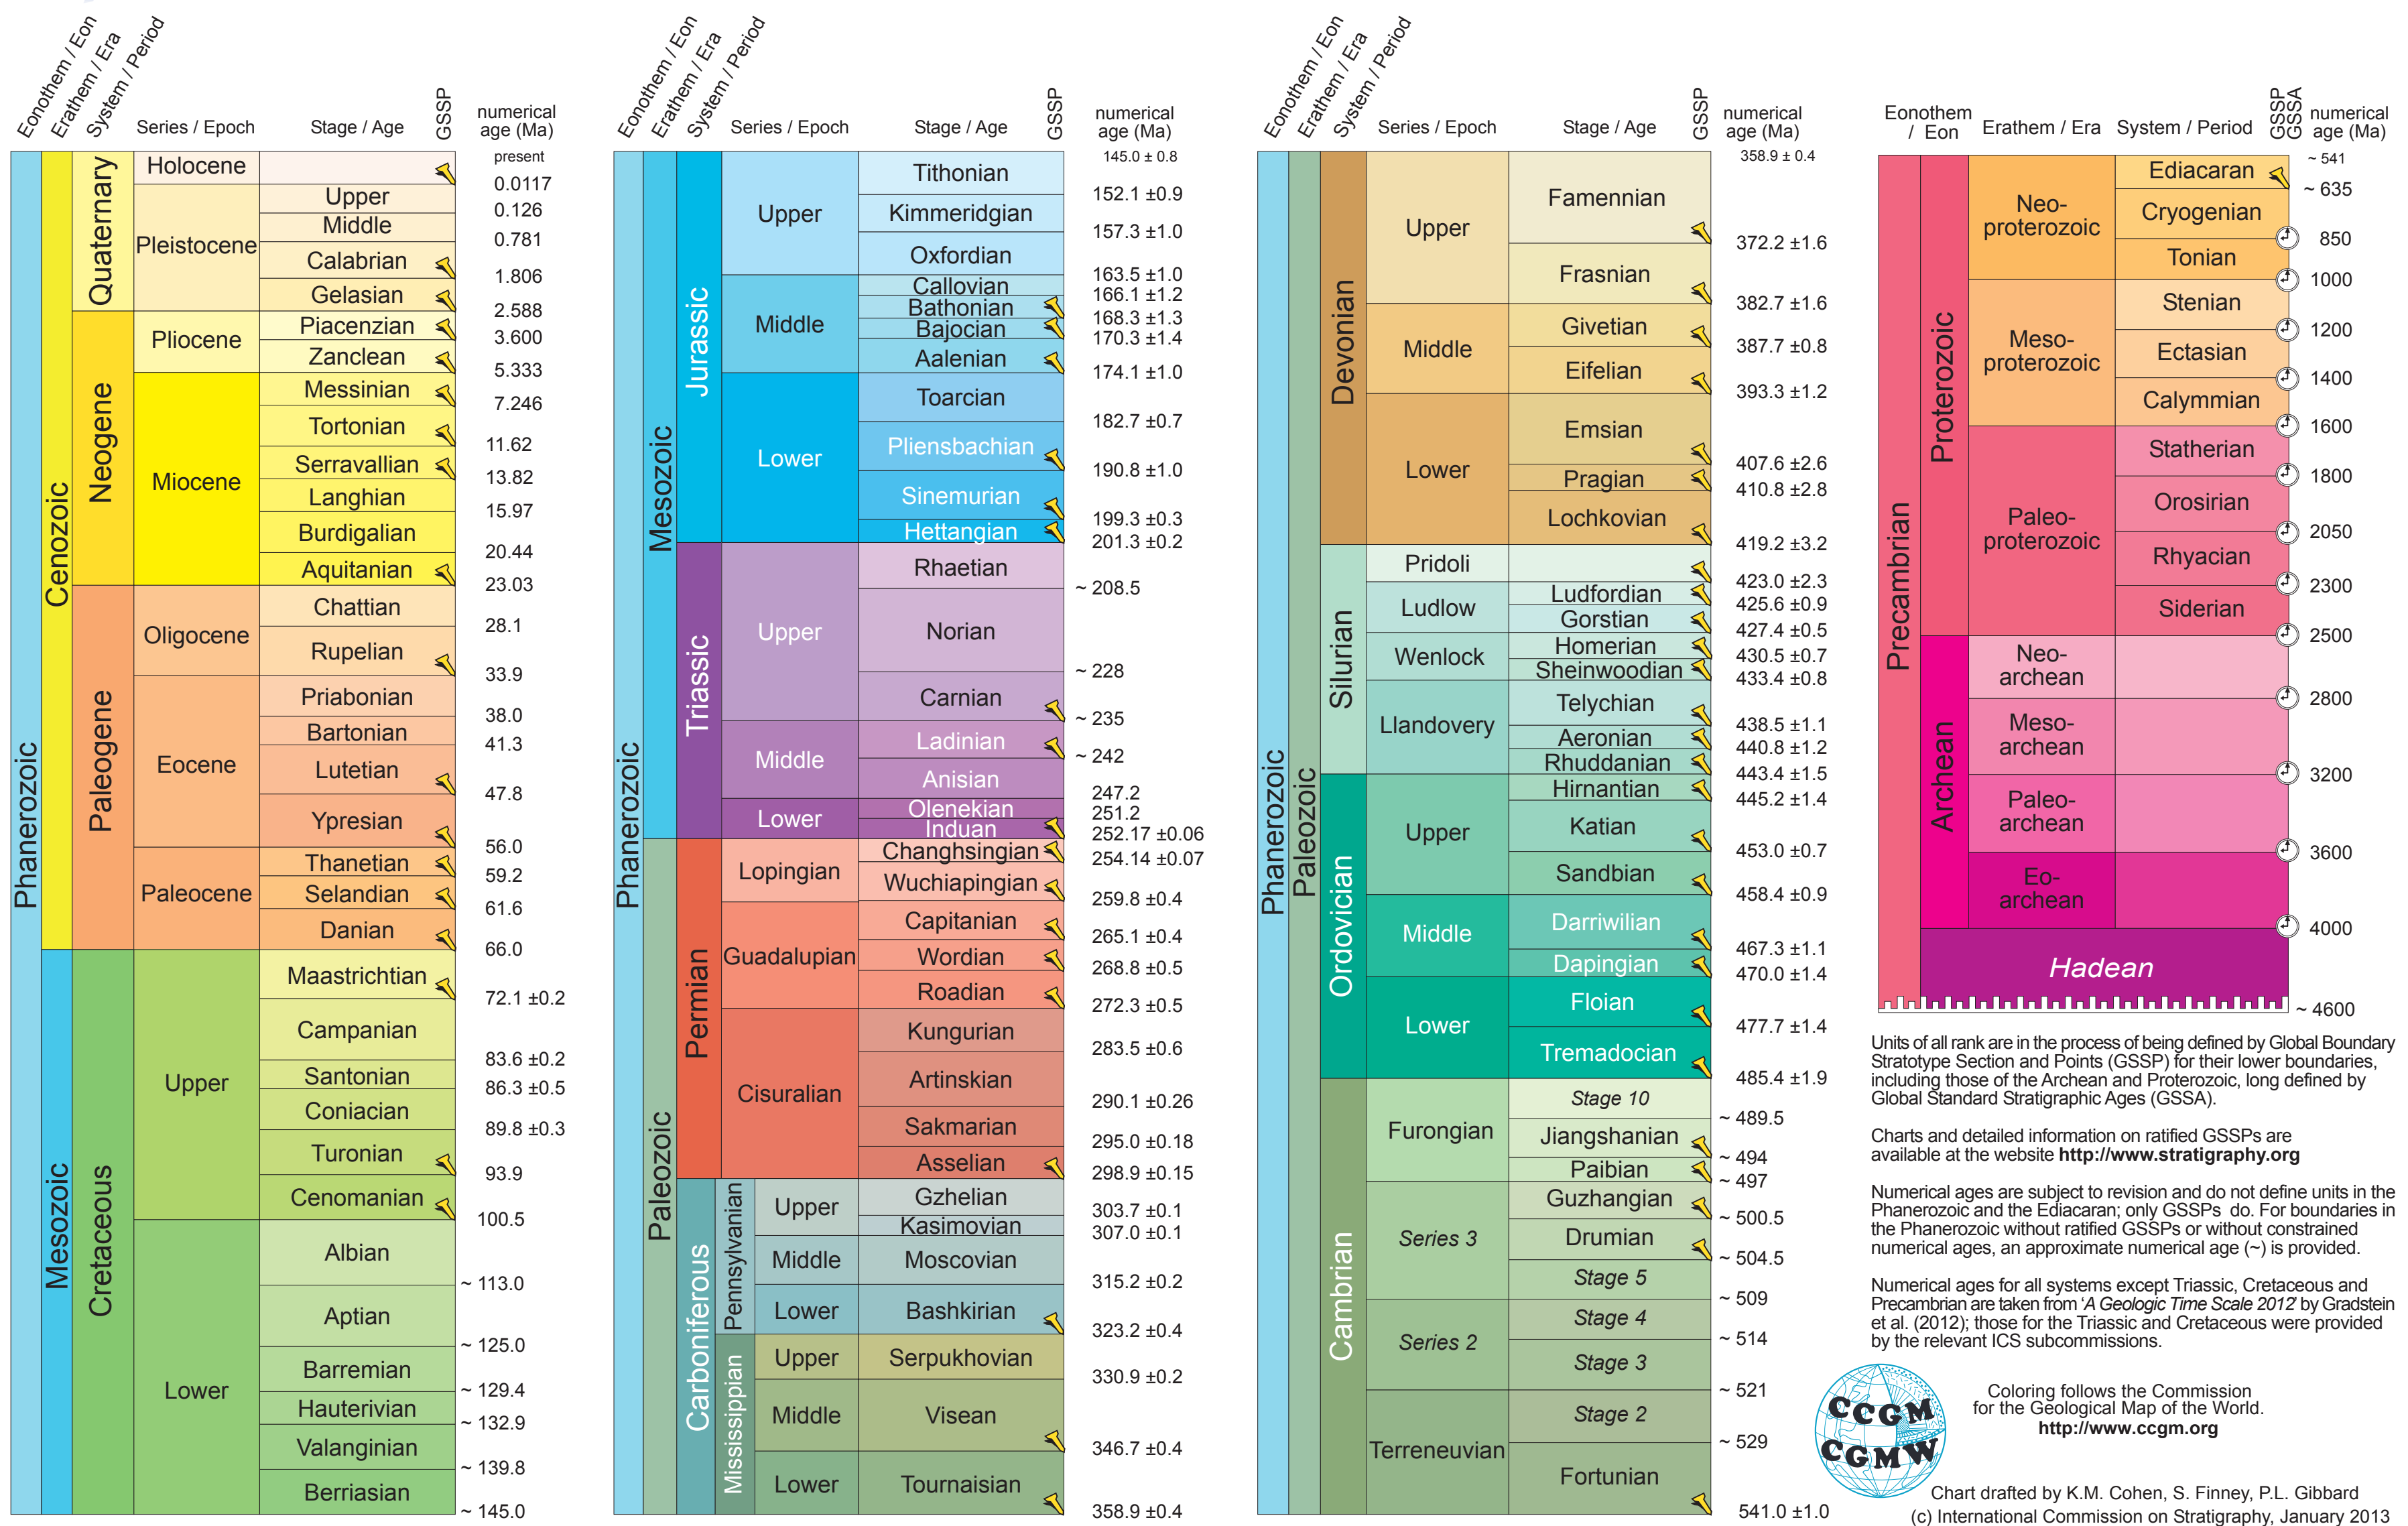 Eonothem / Eon
Erathem / Era
System / Period
Series / Epoch
Stage / Age
GSSP
numerical
age (Ma)
Phanerozoic
Cenozoic
Mesozoic
Quaternary
Neogene
Paleogene
Cretaceous
Holocene
Pleistocene
Pliocene
Miocene
Oligocene
Eocene
Paleocene
Upper
Lower
Upper
Middle
Calabrian
Gelasian
Piacenzian
Zanclean
Messinian
Tortonian
Serravallian
Langhian
Burdigalian
Aquitanian
Chattian
Rupelian
Priabonian
Bartonian
Lutetian
Ypresian
Thanetian
Selandian
Danian
Maastrichtian
Campanian
Santonian
Coniacian
Turonian
Cenomanian
Albian
Aptian
Barremian
Hauterivian
Valanginian
Berriasian
present
0.0117
0.126
0.781
1.806
2.588
3.600
5.333
7.246
11.62
13.82
15.97
20.44
23.03
28.1
33.9
38.0
41.3
47.8
56.0
59.2
61.6
66.0
72.1 ±0.2
83.6 ±0.2
86.3 ±0.5
89.8 ±0.3
93.9
100.5
~ 113.0
~ 125.0
~ 129.4
~ 132.9
~ 139.8
~ 145.0
Eonothem / Eon
Erathem / Era
System / Period
Series / Epoch
Stage / Age
GSSP
numerical
age (Ma)
Phanerozoic
Mesozoic
Paleozoic
Jurassic
Triassic
Permian
Carboniferous
Pennsylvanian
Mississippian
Upper
Middle
Lower
Upper
Middle
Lower
Lopingian
Guadalupian
Cisuralian
Upper
Middle
Lower
Upper
Middle
Lower
Tithonian
Kimmeridgian
Oxfordian
Callovian
Bathonian
Bajocian
Aalenian
Toarcian
Pliensbachian
Sinemurian
Hettangian
Rhaetian
Norian
Carnian
Ladinian
Anisian
Olenekian
Induan
Changhsingian
Wuchiapingian
Capitanian
Wordian
Roadian
Kungurian
Artinskian
Sakmarian
Asselian
Gzhelian
Kasimovian
Moscovian
Bashkirian
Serpukhovian
Visean
Tournaisian
145.0 ± 0.8
152.1 ±0.9
157.3 ±1.0
163.5 ±1.0
166.1 ±1.2
168.3 ±1.3
170.3 ±1.4
174.1 ±1.0
182.7 ±0.7
190.8 ±1.0
199.3 ±0.3
201.3 ±0.2
~ 208.5
~ 228
~ 235
~ 242
247.2
251.2
252.17 ±0.06
254.14 ±0.07
259.8 ±0.4
265.1 ±0.4
268.8 ±0.5
272.3 ±0.5
283.5 ±0.6
290.1 ±0.26
295.0 ±0.18
298.9 ±0.15
303.7 ±0.1
307.0 ±0.1
315.2 ±0.2
323.2 ±0.4
330.9 ±0.2
346.7 ±0.4
358.9 ±0.4
Eonothem / Eon
Erathem / Era
System / Period
Series / Epoch
Stage / Age
GSSP
numerical
age (Ma)
Phanerozoic
Paleozoic
Devonian
Silurian
Ordovician
Cambrian
Upper
Middle
Lower
Pridoli
Ludlow
Wenlock
Llandovery
Upper
Middle
Lower
Furongian
Series 3
Series 2
Terreneuvian
Famennian
Frasnian
Givetian
Eifelian
Emsian
Pragian
Lochkovian
Ludfordian
Gorstian
Homerian
Sheinwoodian
Telychian
Aeronian
Rhuddanian
Hirnantian
Katian
Sandbian
Darriwilian
Dapingian
Floian
Tremadocian
Stage 10
Jiangshanian
Paibian
Guzhangian
Drumian
Stage 5
Stage 4
Stage 3
Stage 2
Fortunian
358.9 ± 0.4
372.2 ±1.6
382.7 ±1.6
387.7 ±0.8
393.3 ±1.2
407.6 ±2.6
410.8 ±2.8
419.2 ±3.2
423.0 ±2.3
425.6 ±0.9
427.4 ±0.5
430.5 ±0.7
433.4 ±0.8
438.5 ±1.1
440.8 ±1.2
443.4 ±1.5
445.2 ±1.4
453.0 ±0.7
458.4 ±0.9
467.3 ±1.1
470.0 ±1.4
477.7 ±1.4
485.4 ±1.9
~ 489.5
~ 494
~ 497
~ 500.5
~ 504.5
~ 509
~ 514
~ 521
~ 529
541.0 ±1.0
Eonothem
/ Eon
Erathem / Era
System / Period
GSSP
GSSA
numerical
age (Ma)
Precambrian
Proterozoic
Archean
Hadean
Neo-
proterozoic
Meso-
proterozoic
Paleo-
proterozoic
Neo-
archean
Meso-
archean
Paleo-
archean
Eo-
archean
Ediacaran
Cryogenian
Tonian
Stenian
Ectasian
Calymmian
Statherian
Orosirian
Rhyacian
Siderian
~ 541
~ 635
850
1000
1200
1400
1600
1800
2050
2300
2500
2800
3200
3600
4000
~ 4600
Units of all rank are in the process of being defined by Global Boundary
Stratotype Section and Points (GSSP) for their lower boundaries,
including those of the Archean and Proterozoic, long defined by
Global Standard Stratigraphic Ages (GSSA).
Charts and detailed information on ratified GSSPs are
available at the website http://www.stratigraphy.org
Numerical ages are subject to revision and do not define units in the
Phanerozoic and the Ediacaran; only GSSPs do. For boundaries in
the Phanerozoic without ratified GSSPs or without constrained
numerical ages, an approximate numerical age (~) is provided.
Numerical ages for all systems except Triassic, Cretaceous and
Precambrian are taken from 'A Geologic Time Scale 2012' by Gradstein
et al. (2012); those for the Triassic and Cretaceous were provided
by the relevant ICS subcommissions.
CCGM
CGMW
Coloring follows the Commission
for the Geological Map of the World.
http://www.ccgm.org
Chart drafted by K.M. Cohen, S. Finney, P.L. Gibbard
(c) International Commission on Stratigraphy, January 2013